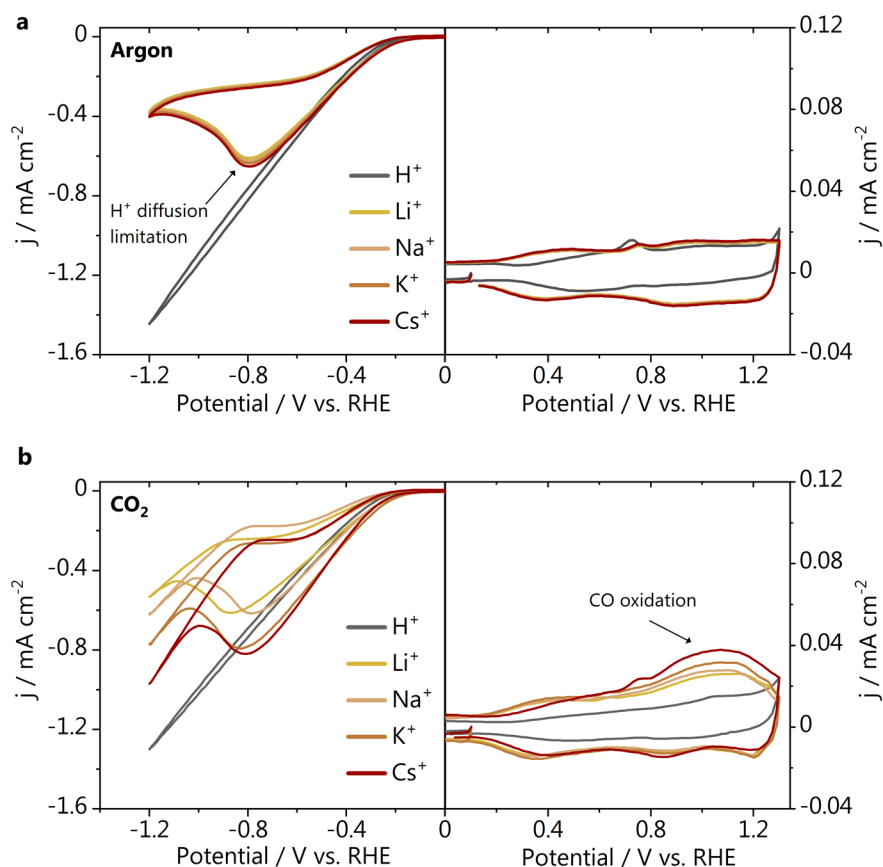 a
Argon
0
-0.4
-0.8
-1.2
-1.6
j / mA cm⁻²
H⁺ diffusion
limitation
H⁺
Li⁺
Na⁺
K⁺
Cs⁺
0.12
0.08
0.04
0
-0.04
j / mA cm⁻²
-1.2 -0.8 -0.4 0 0.4 0.8 1.2
Potential / V vs. RHE Potential / V vs. RHE
b
CO₂
0
-0.4
-0.8
-1.2
-1.6
j / mA cm⁻²
H⁺
Li⁺
Na⁺
K⁺
Cs⁺
CO oxidation
0.12
0.08
0.04
0
-0.04
j / mA cm⁻²
-1.2 -0.8 -0.4 0 0.4 0.8 1.2
Potential / V vs. RHE Potential / V vs. RHE